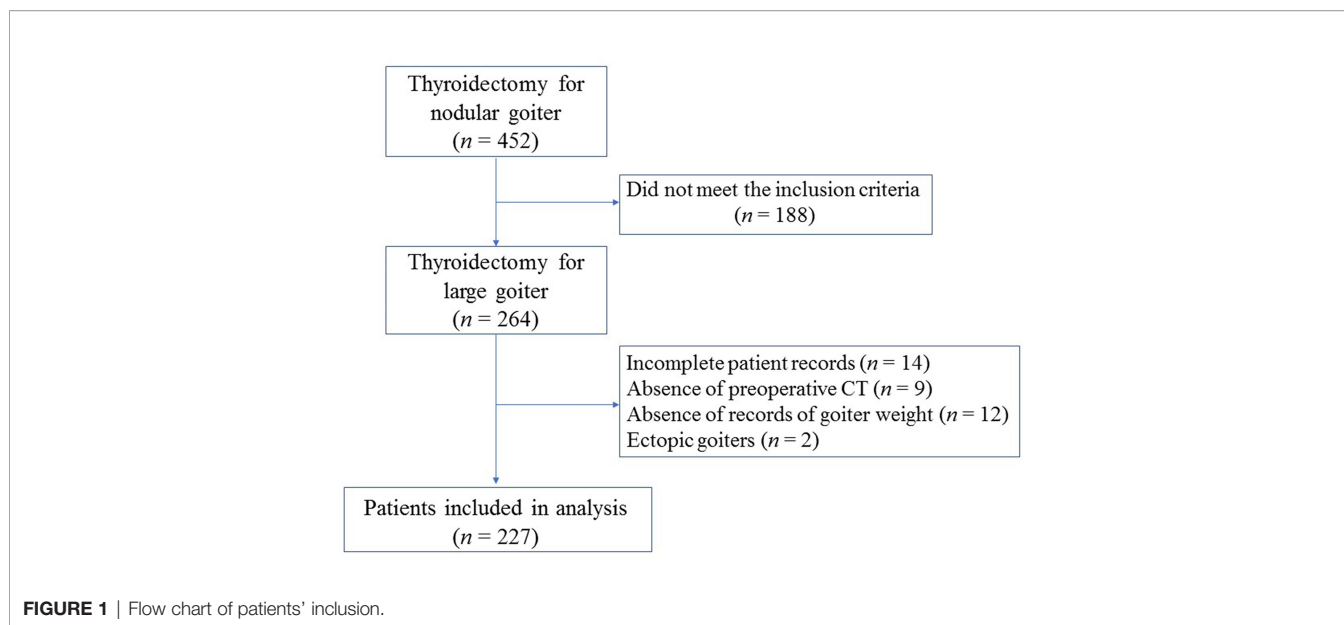 Thyroidectomy for
nodular goiter
(n = 452)
Did not meet the inclusion criteria
(n = 188)
Thyroidectomy for
large goiter
(n = 264)
Incomplete patient records (n = 14)
Absence of preoperative CT (n = 9)
Absence of records of goiter weight (n = 12)
Ectopic goiters (n = 2)
Patients included in analysis
(n = 227)
FIGURE 1 | Flow chart of patients’ inclusion.